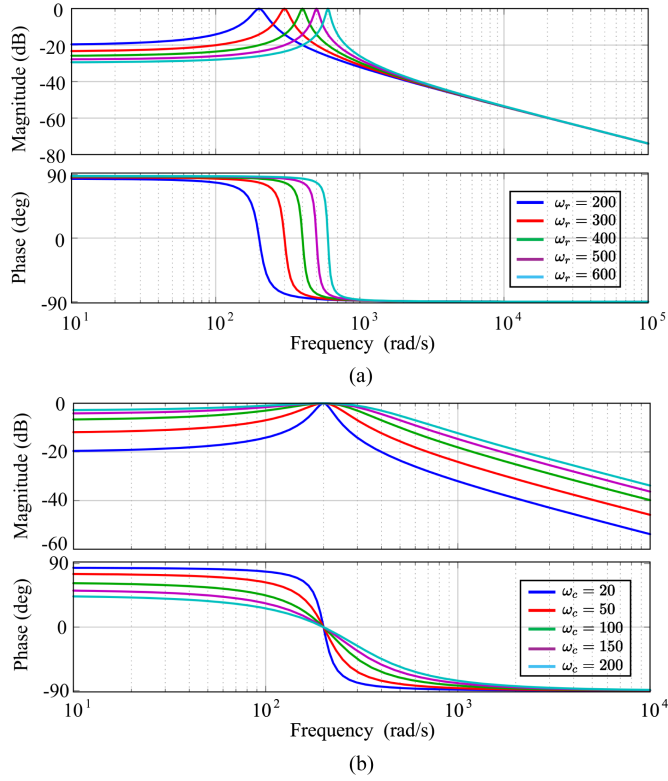 0
-20
-40
-60
-80
Magnitude (dB)
90
0
-90
Phase (deg)
ω_r = 200
ω_r = 300
ω_r = 400
ω_r = 500
ω_r = 600
10^1 10^2 10^3 10^4 10^5
Frequency (rad/s)
(a)
0
-20
-40
-60
Magnitude (dB)
90
0
-90
Phase (deg)
ω_c = 20
ω_c = 50
ω_c = 100
ω_c = 150
ω_c = 200
10^1 10^2 10^3 10^4
Frequency (rad/s)
(b)